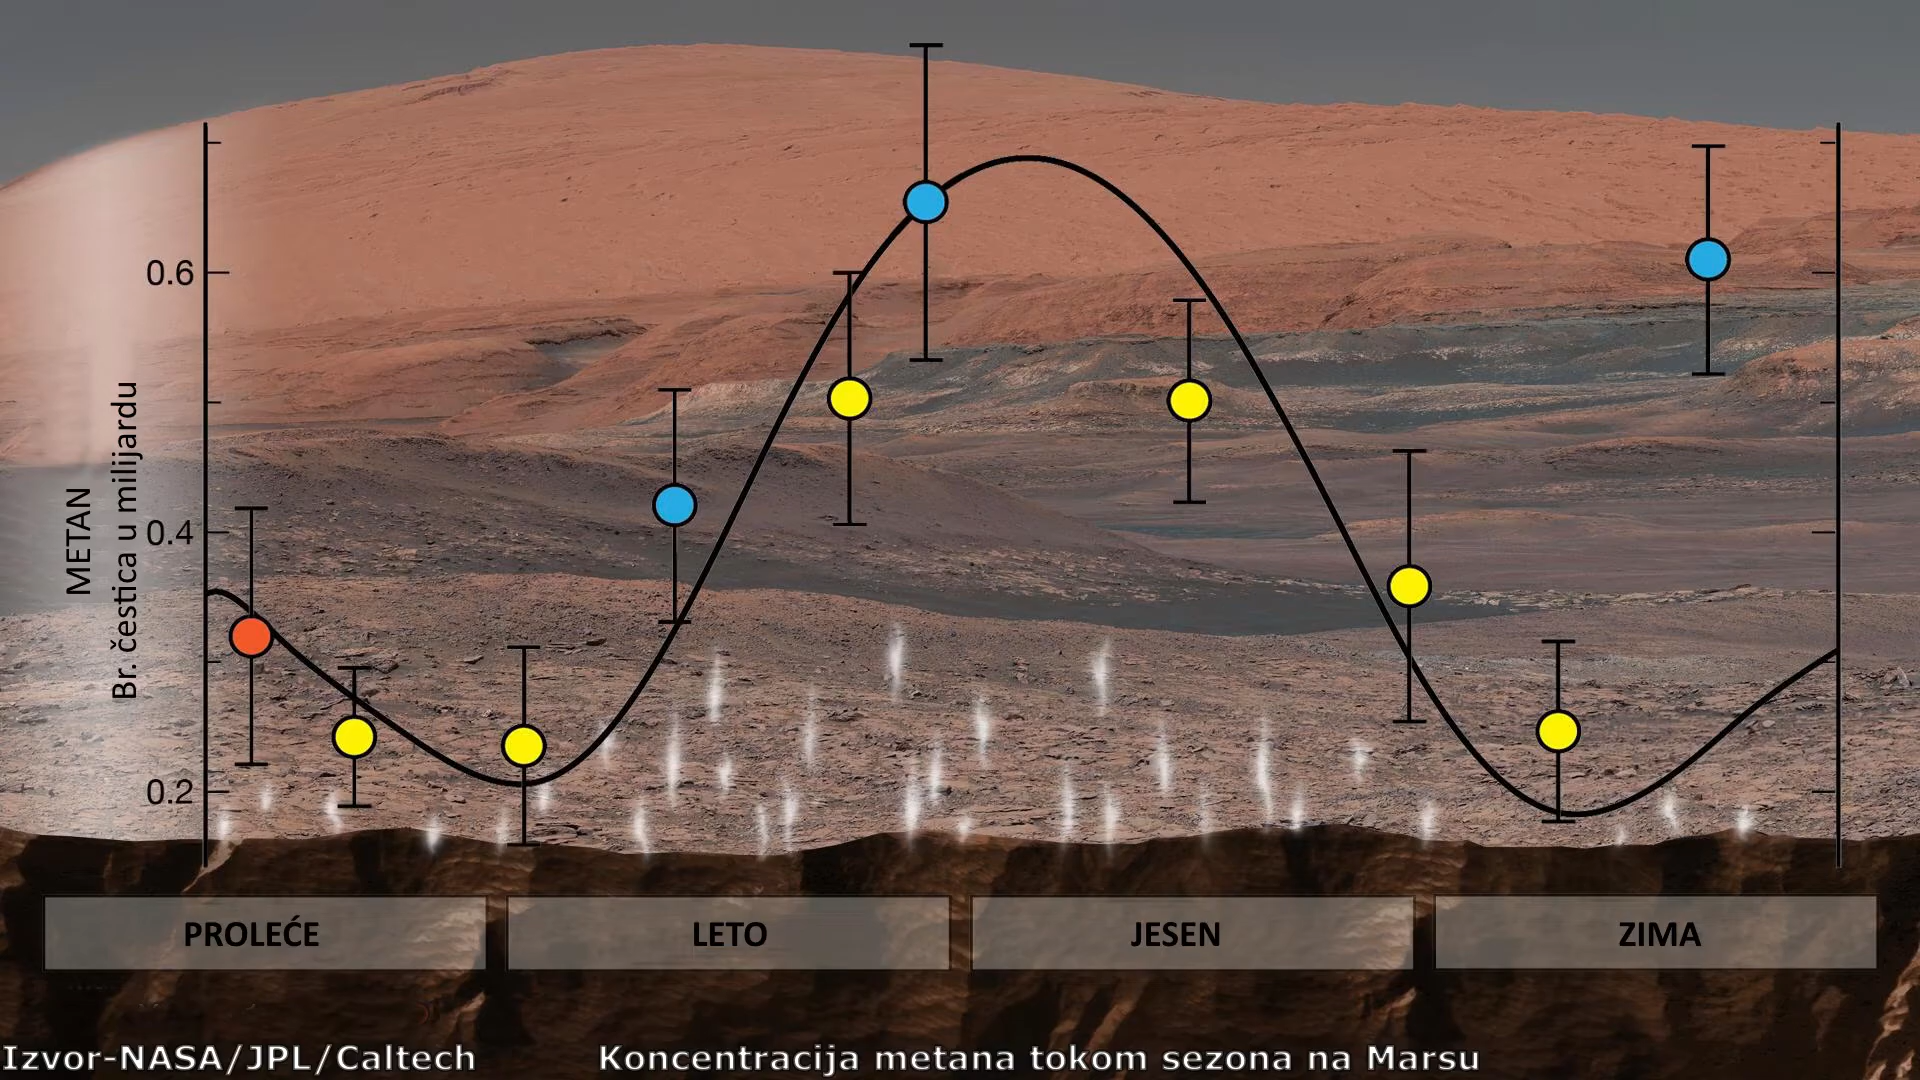 0.6
0.4
0.2
METAN
Br. čestica u milijardu
PROLEĆE
LETO
JESEN
ZIMA
Izvor-NASA/JPL/Caltech
Koncentracija metana tokom sezona na Marsu